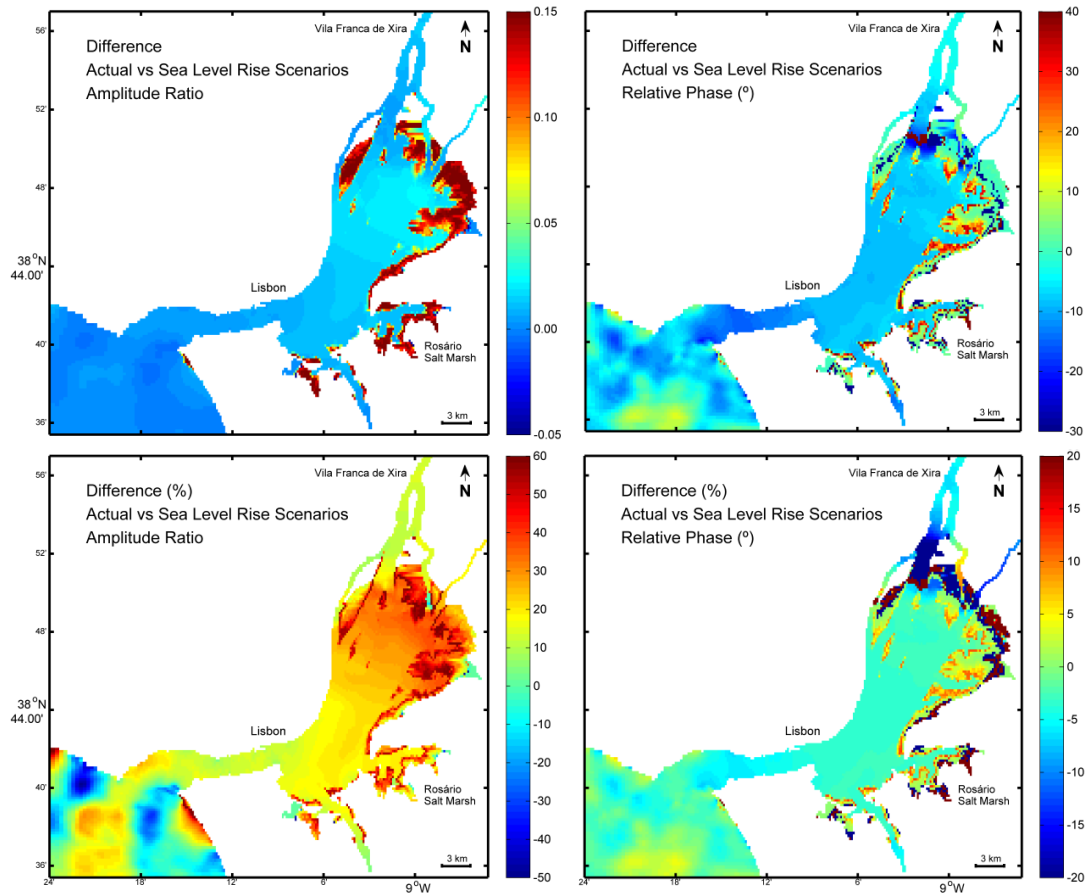 Vila Franca de Xira
Difference
Actual vs Sea Level Rise Scenarios
Amplitude Ratio
N
Lisbon
Rosário
Salt Marsh
3 km
56'
52'
48'
38°N
44.00'
40'
36'
0.15
0.10
0.05
0.00
-0.05
Vila Franca de Xira
Difference
Actual vs Sea Level Rise Scenarios
Relative Phase (º)
N
Lisbon
Rosário
Salt Marsh
3 km
40
30
20
10
0
-10
-20
-30
Vila Franca de Xira
Difference (%)
Actual vs Sea Level Rise Scenarios
Amplitude Ratio
N
Lisbon
Rosário
Salt Marsh
3 km
56'
52'
48'
38°N
44.00'
40'
36'
24' 18' 12' 6' 9°W
60
50
40
30
20
10
0
-10
-20
-30
-40
-50
Vila Franca de Xira
Difference (%)
Actual vs Sea Level Rise Scenarios
Relative Phase (º)
N
Lisbon
Rosário
Salt Marsh
3 km
24' 18' 12' 6' 9°W
20
15
10
5
0
-5
-10
-15
-20